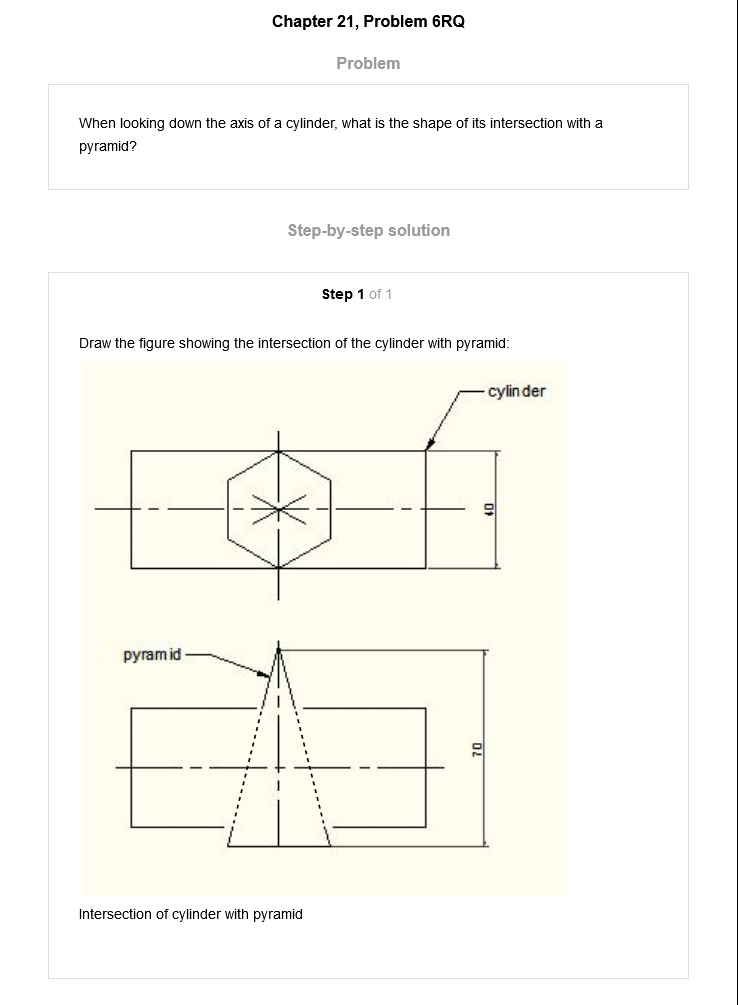 Chapter 21, Problem 6RQ
Problem
When looking down the axis of a cylinder, what is the shape of its intersection with a
pyramid?
Step-by-step solution
Step 1 of 1
Draw the figure showing the intersection of the cylinder with pyramid:
cylinder
40
pyramid
70
Intersection of cylinder with pyramid